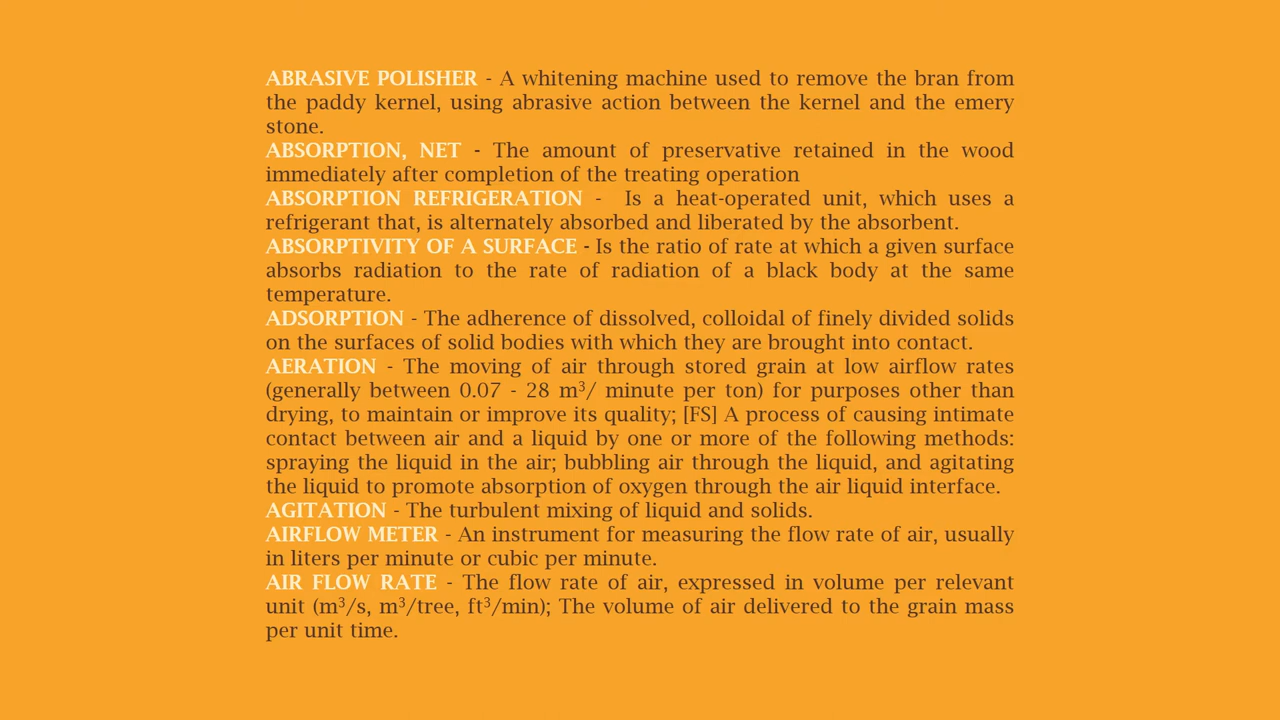 ABRASIVE POLISHER - A whitening machine used to remove the bran from
the paddy kernel, using abrasive action between the kernel and the emery
stone.
ABSORPTION, NET - The amount of preservative retained in the wood
immediately after completion of the treating operation
ABSORPTION REFRIGERATION - Is a heat-operated unit, which uses a
refrigerant that, is alternately absorbed and liberated by the absorbent.
ABSORPTIVITY OF A SURFACE - Is the ratio of rate at which a given surface
absorbs radiation to the rate of radiation of a black body at the same
temperature.
ADSORPTION - The adherence of dissolved, colloidal of finely divided solids
on the surfaces of solid bodies with which they are brought into contact.
AERATION - The moving of air through stored grain at low airflow rates
(generally between 0.07 - 28 m³/ minute per ton) for purposes other than
drying, to maintain or improve its quality; [FS] A process of causing intimate
contact between air and a liquid by one or more of the following methods:
spraying the liquid in the air; bubbling air through the liquid, and agitating
the liquid to promote absorption of oxygen through the air liquid interface.
AGITATION - The turbulent mixing of liquid and solids.
AIRFLOW METER - An instrument for measuring the flow rate of air, usually
in liters per minute or cubic per minute.
AIR FLOW RATE - The flow rate of air, expressed in volume per relevant
unit (m³/s, m³/tree, ft³/min); The volume of air delivered to the grain mass
per unit time.